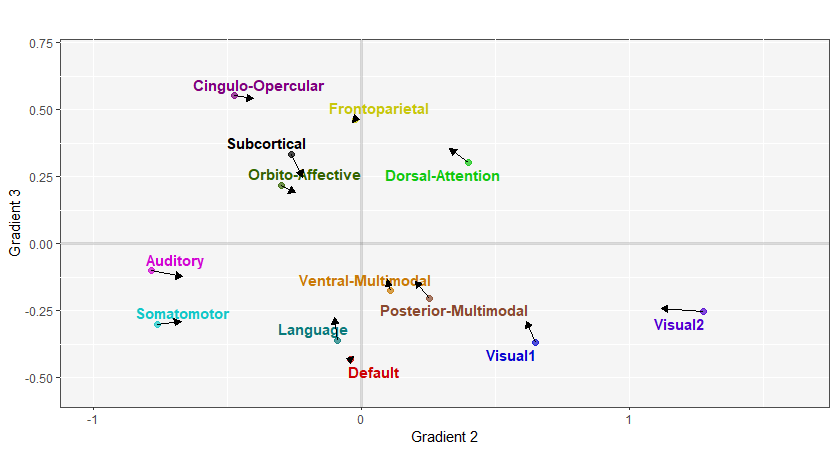 0.75
Cingulo-Opercular
0.50
Frontoparietal
Subcortical
0.25
Orbito-Affective
Dorsal-Attention
Gradient 3
0.00
Auditory
Ventral-Multimodal
-0.25
Posterior-Multimodal
Somatomotor
Visual2
Language
Visual1
Default
-0.50
-1
0
1
Gradient 2